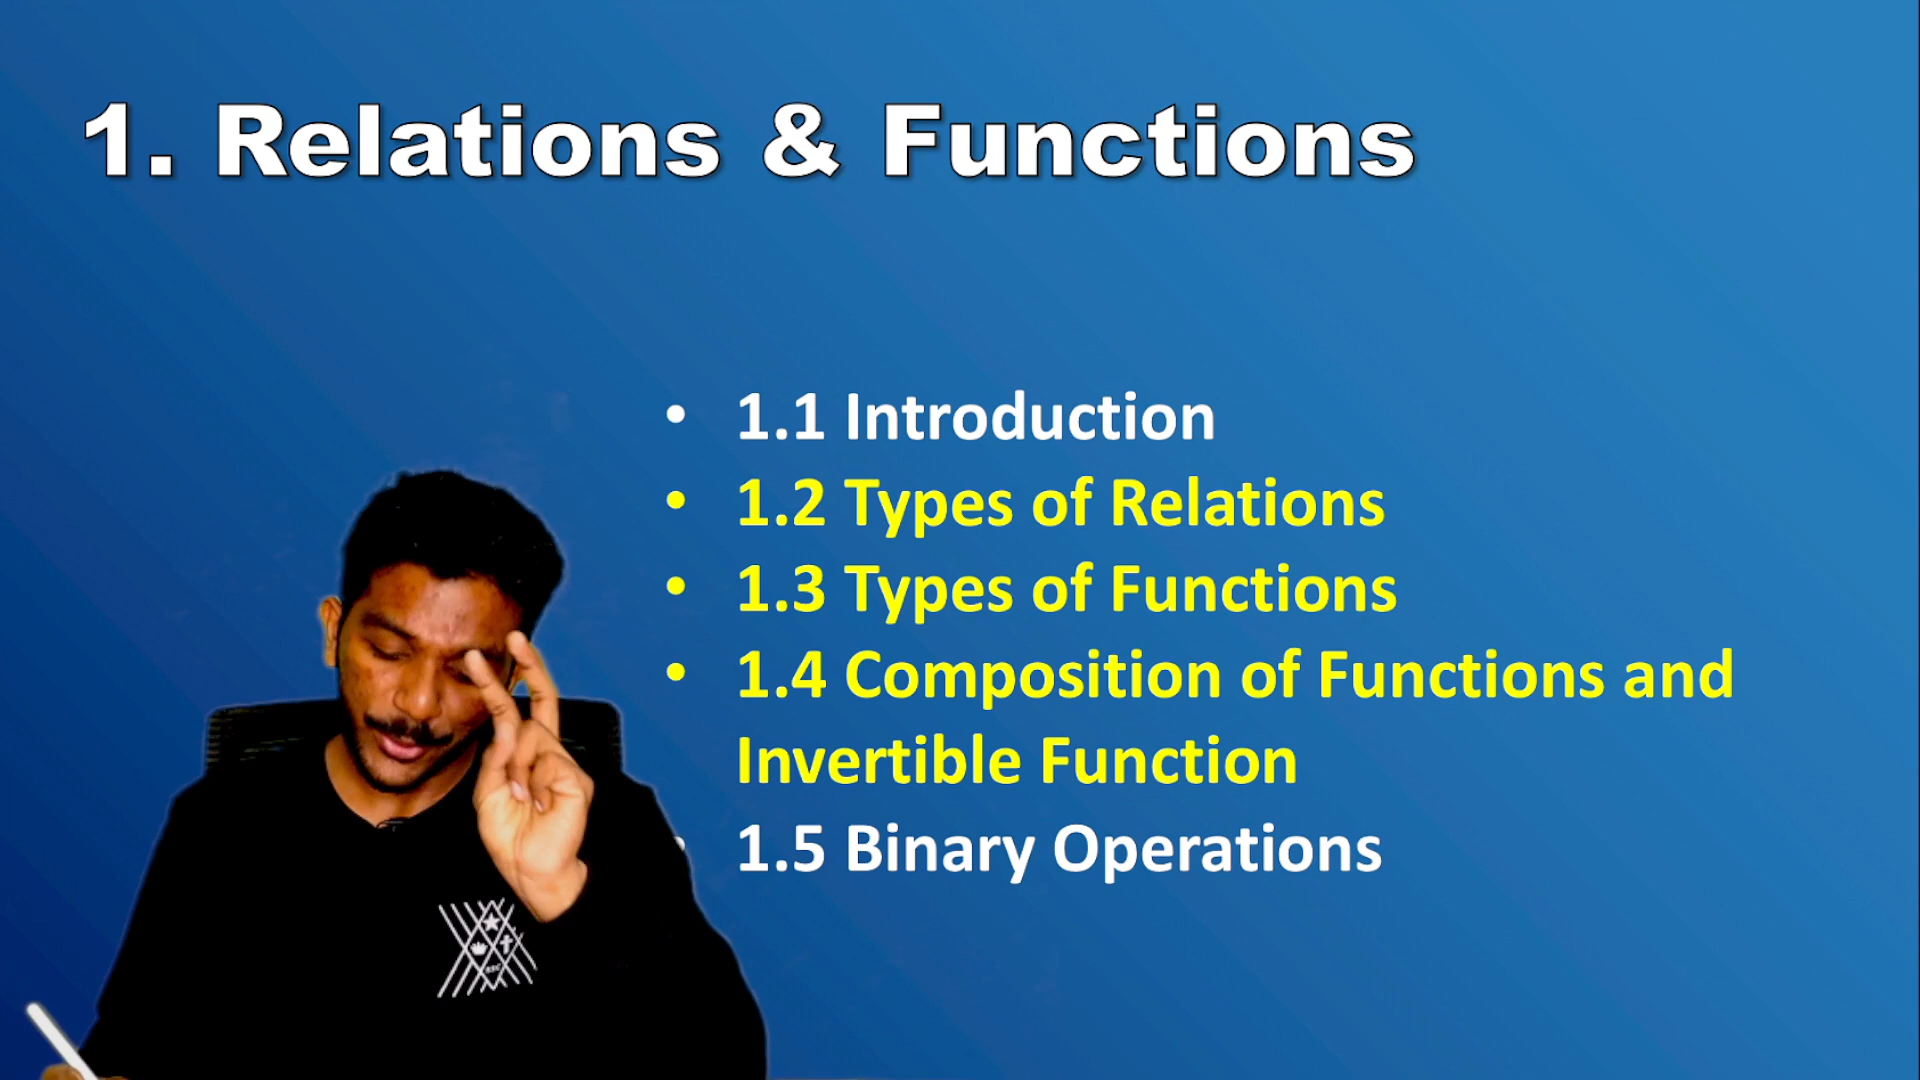 1. Relations & Functions
• 1.1 Introduction
• 1.2 Types of Relations
• 1.3 Types of Functions
• 1.4 Composition of Functions and
Invertible Function
• 1.5 Binary Operations